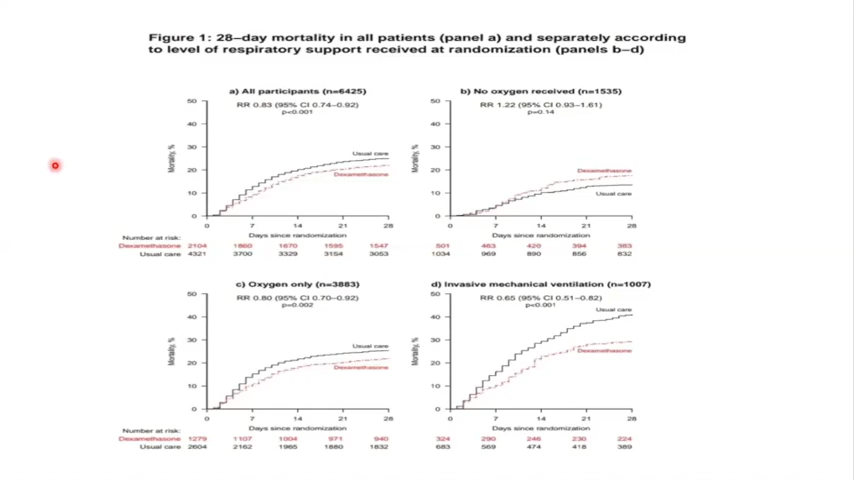 Figure 1: 28–day mortality in all patients (panel a) and separately according
to level of respiratory support received at randomization (panels b–d)
a) All participants (n=6425)
RR 0.83 (95% CI 0.74–0.92)
p<0.001
50
40
30
20
10
0
Mortality, %
Usual care
Dexamethasone
0 7 14 21 28
Days since randomization
Number at risk:
Dexamethasone 2104 1860 1670 1595 1547
Usual care 4321 3700 3329 3154 3053
b) No oxygen received (n=1535)
RR 1.22 (95% CI 0.93–1.61)
p=0.14
50
40
30
20
10
0
Mortality, %
Dexamethasone
Usual care
0 7 14 21 28
Days since randomization
501 463 420 394 383
1034 969 890 856 832
c) Oxygen only (n=3883)
RR 0.80 (95% CI 0.70–0.92)
p=0.002
50
40
30
20
10
0
Mortality, %
Usual care
Dexamethasone
0 7 14 21 28
Days since randomization
Number at risk:
Dexamethasone 1279 1107 1004 971 940
Usual care 2604 2162 1965 1880 1832
d) Invasive mechanical ventilation (n=1007)
RR 0.65 (95% CI 0.51–0.82)
p<0.001
50
40
30
20
10
0
Mortality, %
Usual care
Dexamethasone
0 7 14 21 28
Days since randomization
324 290 246 230 224
683 569 474 418 389